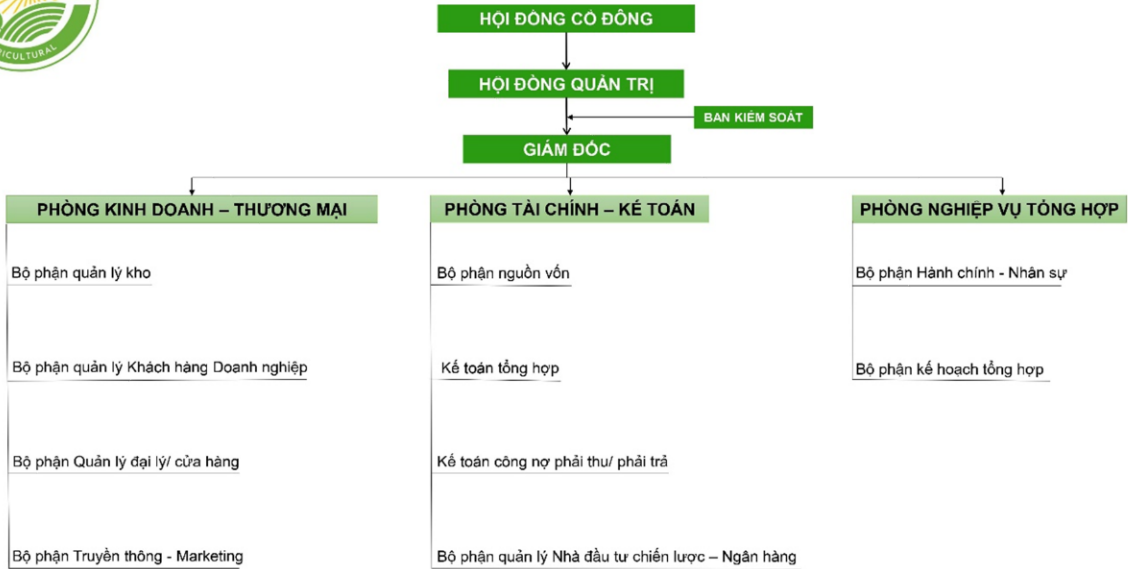 RICULTURAL
HỘI ĐỒNG CỔ ĐÔNG
HỘI ĐỒNG QUẢN TRỊ
BAN KIỂM SOÁT
GIÁM ĐỐC
PHÒNG KINH DOANH – THƯƠNG MẠI
PHÒNG TÀI CHÍNH – KẾ TOÁN
PHÒNG NGHIỆP VỤ TỔNG HỢP
Bộ phận quản lý kho
Bộ phận nguồn vốn
Bộ phận Hành chính - Nhân sự
Bộ phận quản lý Khách hàng Doanh nghiệp
Kế toán tổng hợp
Bộ phận kế hoạch tổng hợp
Bộ phận Quản lý đại lý/ cửa hàng
Kế toán công nợ phải thu/ phải trả
Bộ phận Truyền thông - Marketing
Bộ phận quản lý Nhà đầu tư chiến lược – Ngân hàng